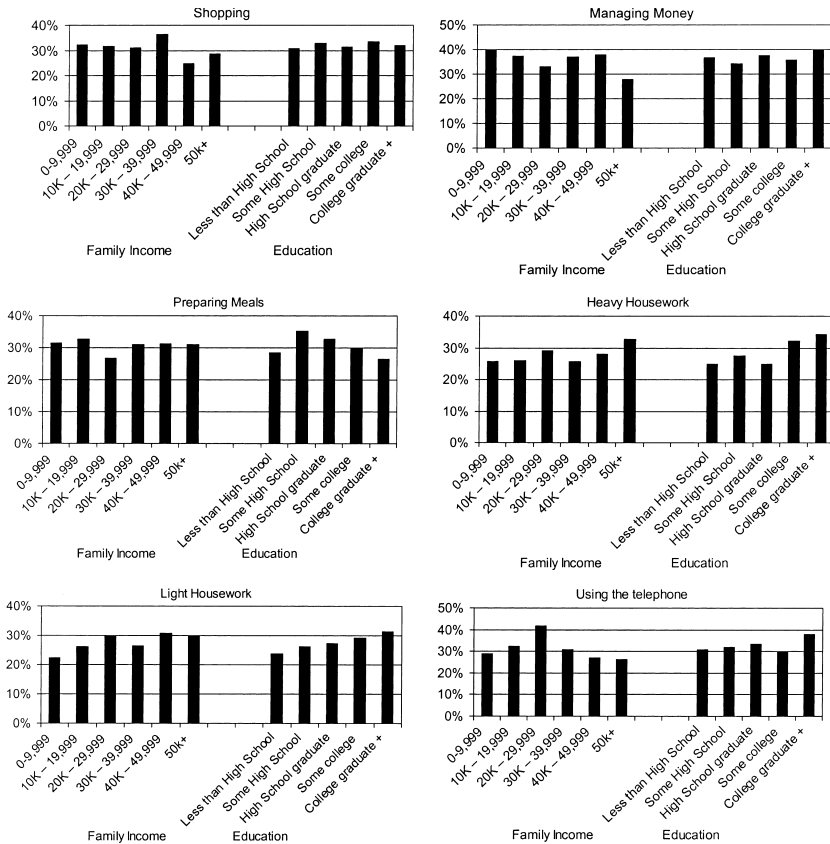 Shopping
40%
30%
20%
10%
0%
0-9,999
10K – 19,999
20K – 29,999
30K – 39,999
40K – 49,999
50k+
Less than High School
Some High School
High School graduate
Some college
College graduate +
Family Income
Education
Managing Money
50%
40%
30%
20%
10%
0%
0-9,999
10K – 19,999
20K – 29,999
30K – 39,999
40K – 49,999
50k+
Less than High School
Some High School
High School graduate
Some college
College graduate +
Family Income
Education
Preparing Meals
40%
30%
20%
10%
0%
0-9,999
10K – 19,999
20K – 29,999
30K – 39,999
40K – 49,999
50k+
Less than High School
Some High School
High School graduate
Some college
College graduate +
Family Income
Education
Heavy Housework
40%
30%
20%
10%
0%
0-9,999
10K – 19,999
20K – 29,999
30K – 39,999
40K – 49,999
50k+
Less than High School
Some High School
High School graduate
Some college
College graduate +
Family Income
Education
Light Housework
40%
30%
20%
10%
0%
0-9,999
10K – 19,999
20K – 29,999
30K – 39,999
40K – 49,999
50k+
Less than High School
Some High School
High School graduate
Some college
College graduate +
Family Income
Education
Using the telephone
50%
40%
30%
20%
10%
0%
0-9,999
10K – 19,999
20K – 29,999
30K – 39,999
40K – 49,999
50k+
Less than High School
Some High School
High School graduate
Some college
College graduate +
Family Income
Education